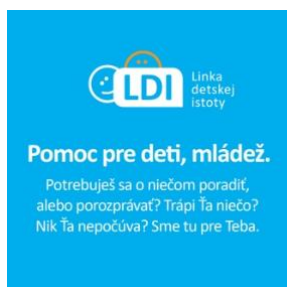 LDI
Linka
detskej
istoty
Pomoc pre deti, mládež.
Potrebuješ sa o niečom poradiť,
alebo porozprávať? Trápi Ťa niečo?
Nik Ťa nepočúva? Sme tu pre Teba.